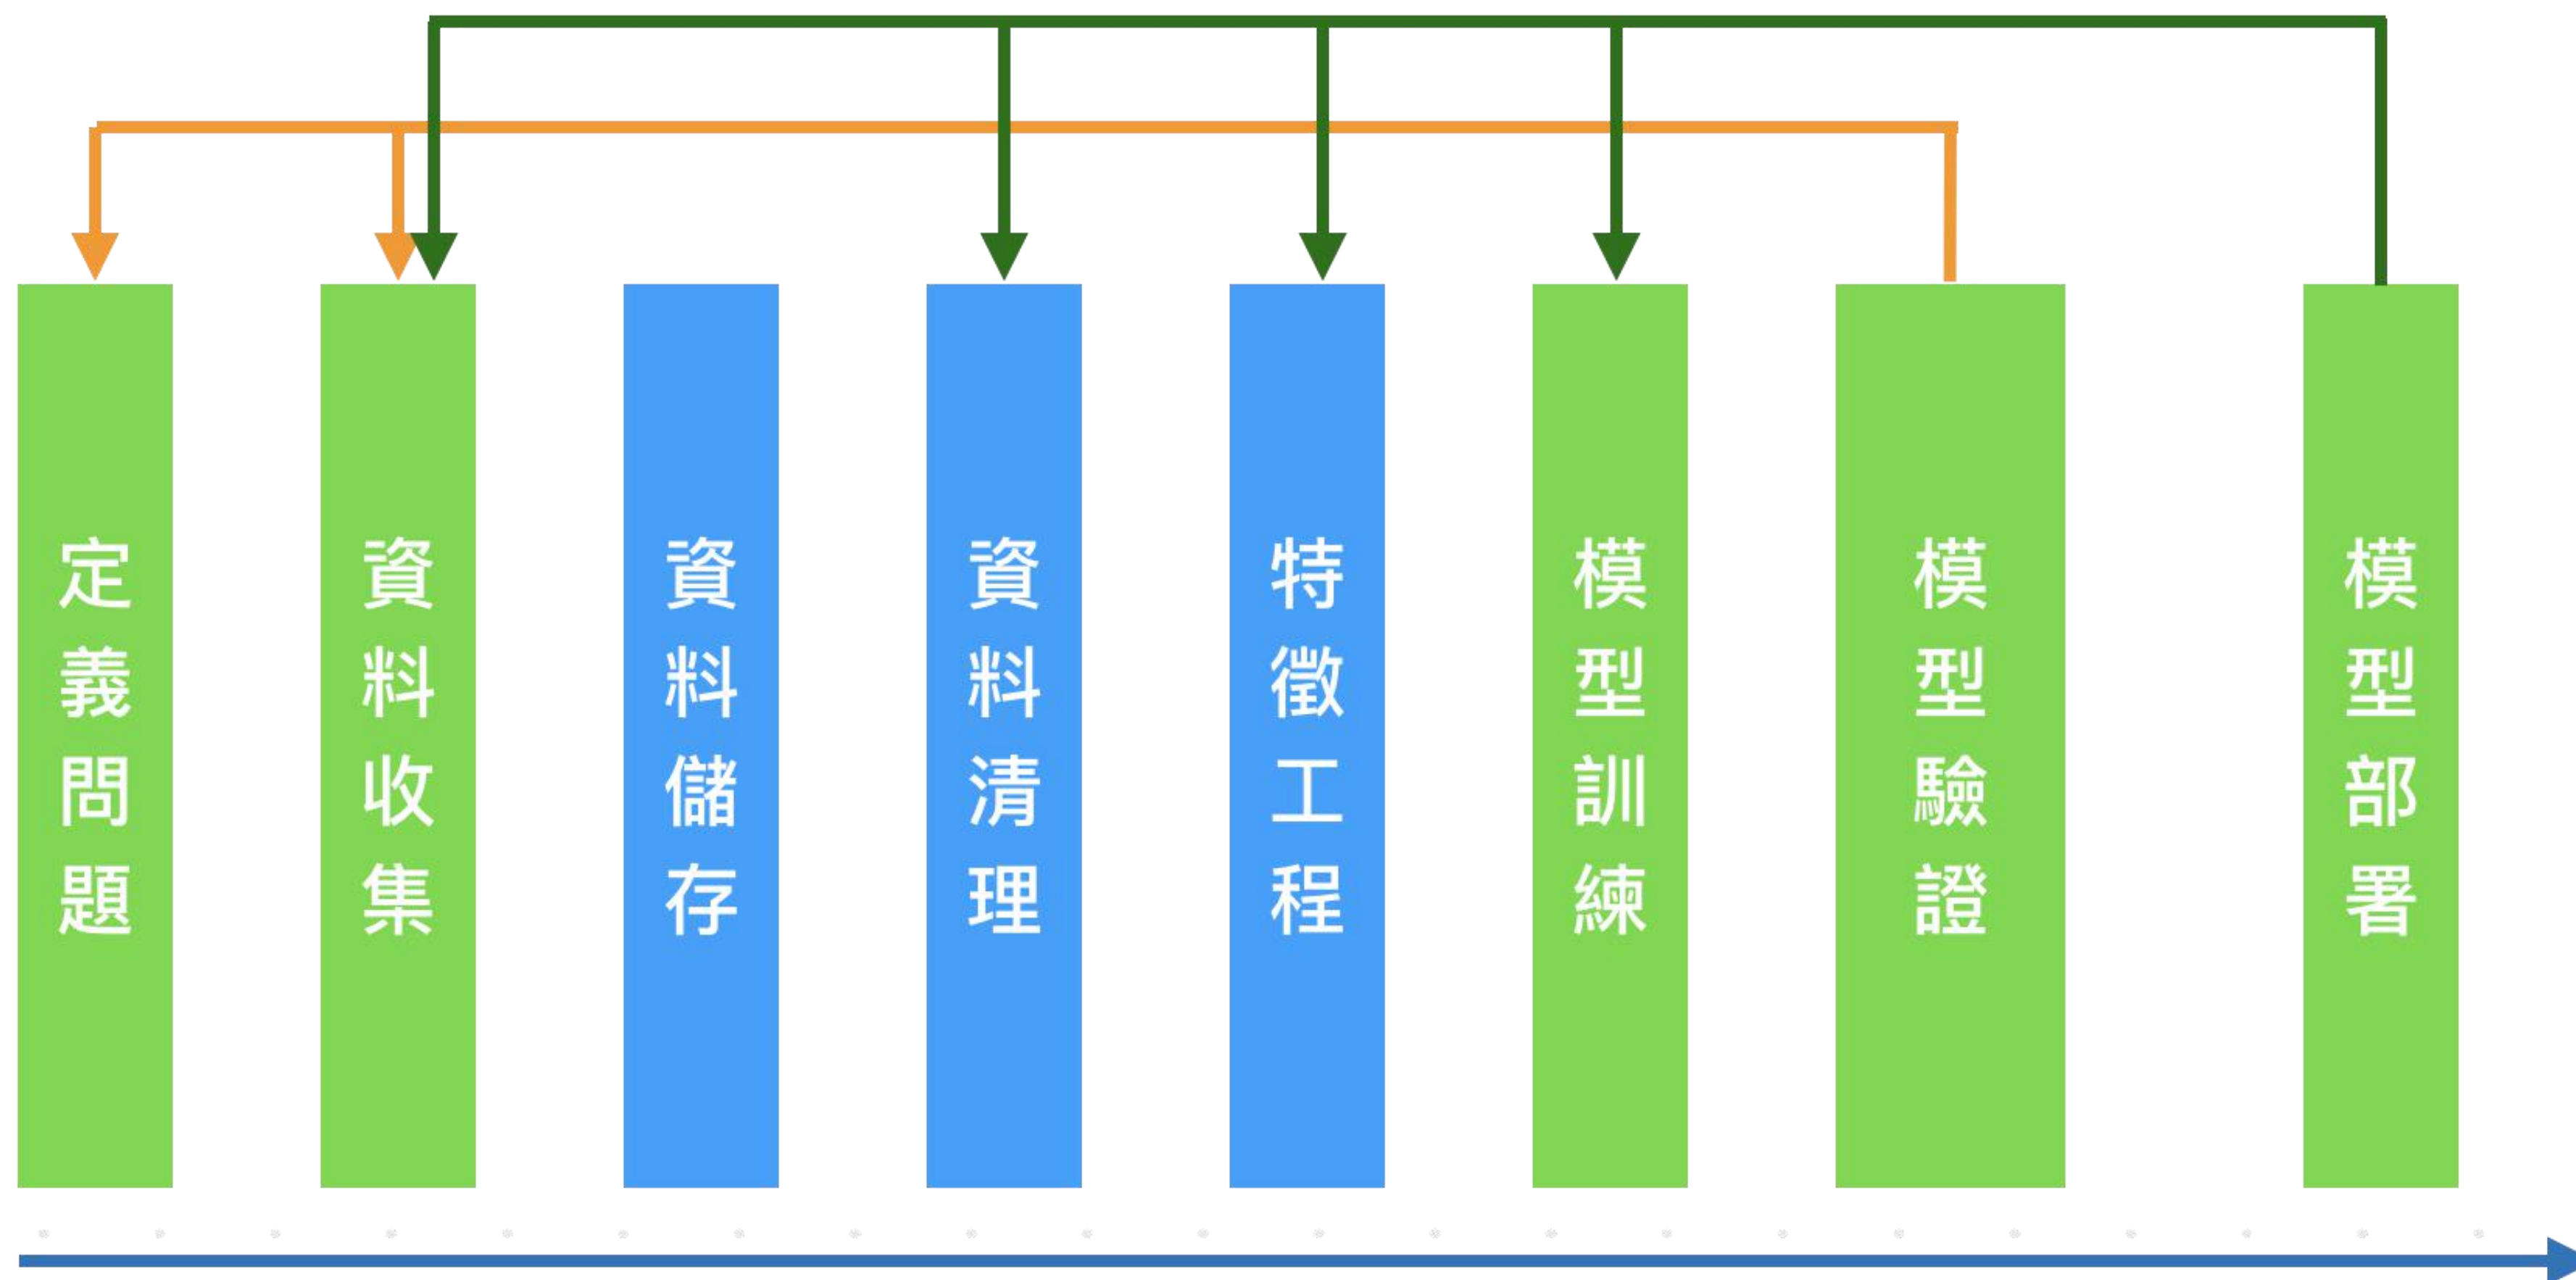 定義問題
資料收集
資料儲存
資料清理
特徵工程
模型訓練
模型驗證
模型部署